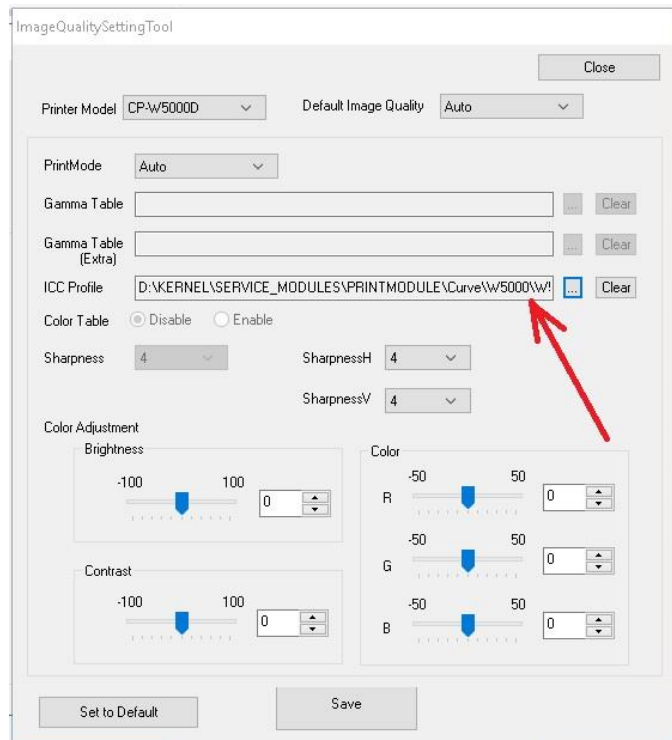 ImageQualitySettingTool
Close
Printer Model CP-W5000D Default Image Quality Auto
PrintMode Auto
Gamma Table ... Clear
Gamma Table ... Clear
(Extra)
ICC Profile D:\KERNEL\SERVICE_MODULES\PRINTMODULE\Curve\W5000\W! ... Clear
Color Table Disable Enable
Sharpness 4 SharpnessH 4
SharpnessV 4
Color Adjustment
Brightness Color
-100 100 0
-50 50
R 0
-50 50
G 0
Contrast
-100 100 0
-50 50
B 0
Set to Default Save